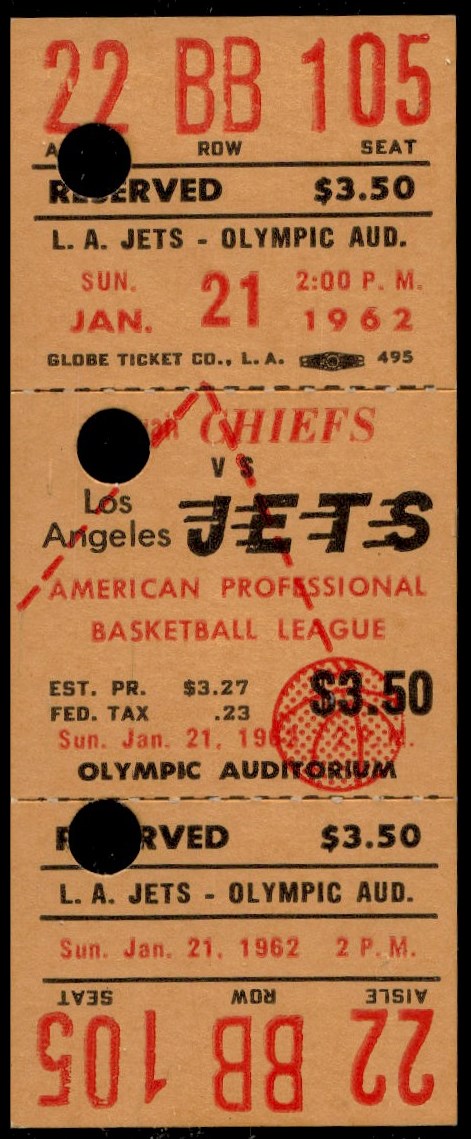 22 BB 105
ROW SEAT
$3.50
L. A. JETS - OLYMPIC AUD.
SUN. 21 2:00 P. M.
JAN. 1962
GLOBE TICKET CO., L. A. 495
CHIEFS
VS
Los
Angeles JETS
AMERICAN PROFESSIONAL
BASKETBALL LEAGUE
EST. PR. $3.27 $3.50
FED. TAX .23
Sun. Jan. 21,
OLYMPIC AUDITORIUM
$3.50
L. A. JETS - OLYMPIC AUD.
Sun. Jan. 21, 1962 2 P. M.
AISLE ROW SEAT
22 BB 105